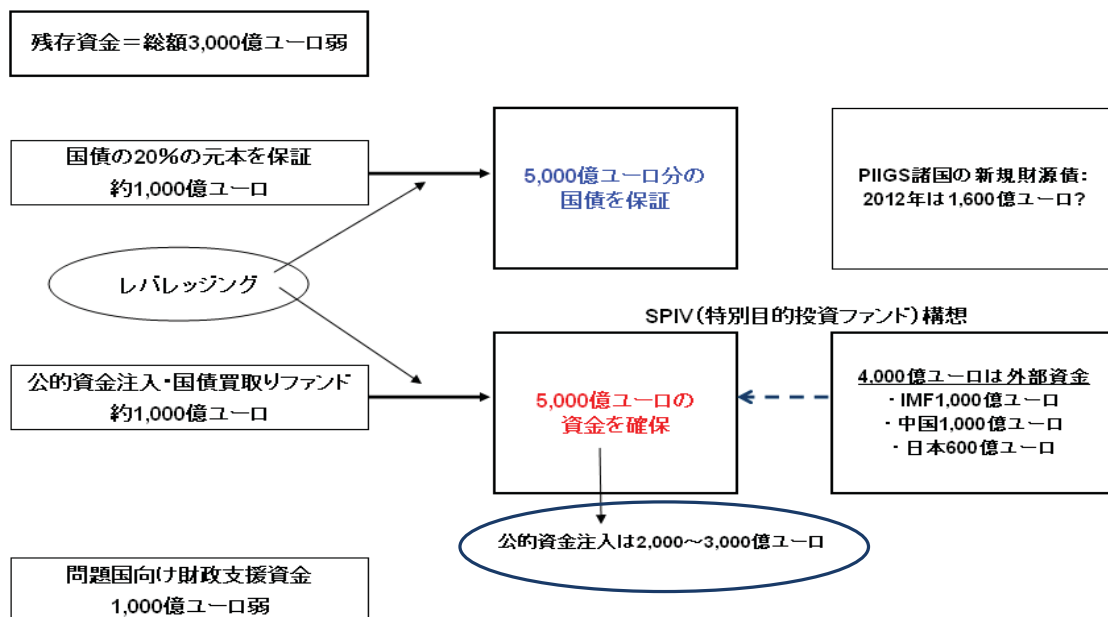 残存資金＝総額3,000億ユーロ弱
国債の20％の元本を保証
約1,000億ユーロ
5,000億ユーロ分の
国債を保証
PIIGS諸国の新規財源債：
2012年は1,600億ユーロ？
レバレッジング
SPIV（特別目的投資ファンド）構想
公的資金注入・国債買取りファンド
約1,000億ユーロ
5,000億ユーロの
資金を確保
4,000億ユーロは外部資金
・IMF1,000億ユーロ
・中国1,000億ユーロ
・日本600億ユーロ
公的資金注入は2,000～3,000億ユーロ
問題国向け財政支援資金
1,000億ユーロ弱